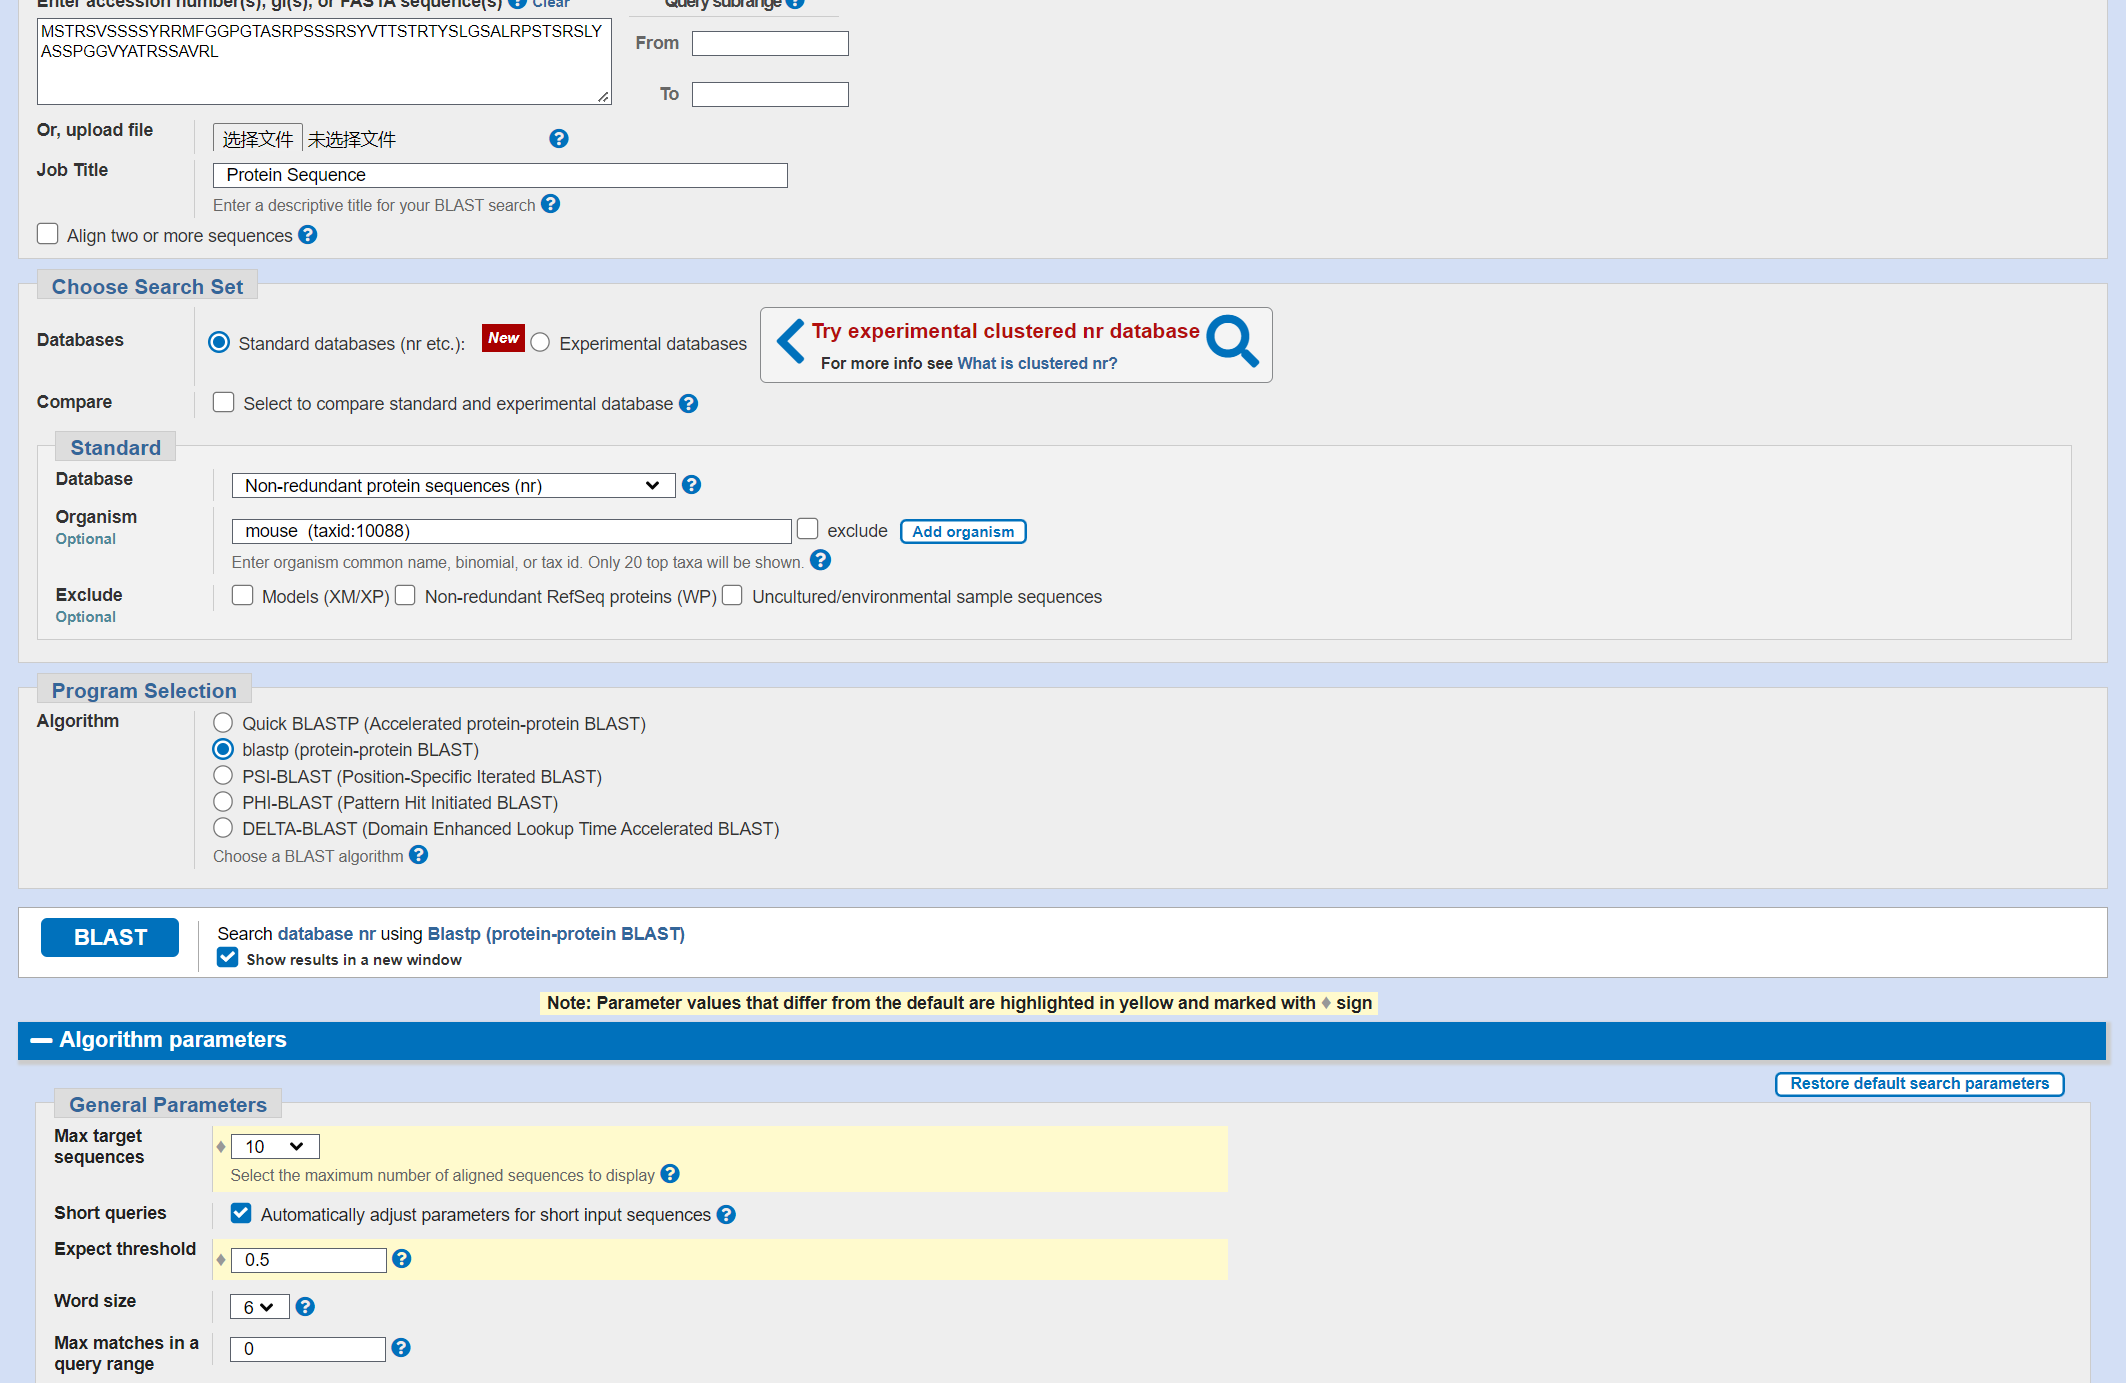 Enter accession number(s), gi(s), or FASTA sequence(s) Clear
Query subrange
MSTRSVSSSSYRRMFGGPGTASRPSSSRSYVTTSTRTYSLGSALRPSTSRSLY
ASSPGGVYATRSSAVRL
From
To
Or, upload file 选择文件 未选择文件
Job Title Protein Sequence
Enter a descriptive title for your BLAST search
Align two or more sequences
Choose Search Set
Databases Standard databases (nr etc.): New Experimental databases
Try experimental clustered nr database
For more info see What is clustered nr?
Compare Select to compare standard and experimental database
Standard
Database Non-redundant protein sequences (nr)
Organism
Optional
mouse (taxid:10088) exclude Add organism
Enter organism common name, binomial, or tax id. Only 20 top taxa will be shown.
Exclude
Optional
Models (XM/XP) Non-redundant RefSeq proteins (WP) Uncultured/environmental sample sequences
Program Selection
Algorithm
Quick BLASTP (Accelerated protein-protein BLAST)
blastp (protein-protein BLAST)
PSI-BLAST (Position-Specific Iterated BLAST)
PHI-BLAST (Pattern Hit Initiated BLAST)
DELTA-BLAST (Domain Enhanced Lookup Time Accelerated BLAST)
Choose a BLAST algorithm
BLAST
Search database nr using Blastp (protein-protein BLAST)
Show results in a new window
Note: Parameter values that differ from the default are highlighted in yellow and marked with ♦ sign
Algorithm parameters
Restore default search parameters
General Parameters
Max target
sequences
♦ 10
Select the maximum number of aligned sequences to display
Short queries Automatically adjust parameters for short input sequences
Expect threshold ♦ 0.5
Word size 6
Max matches in a
query range
0